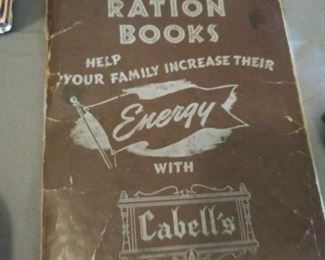 RATION
BOOKS
HELP
YOUR FAMILY INCREASE THEIR
Energy
WITH
Cabell's